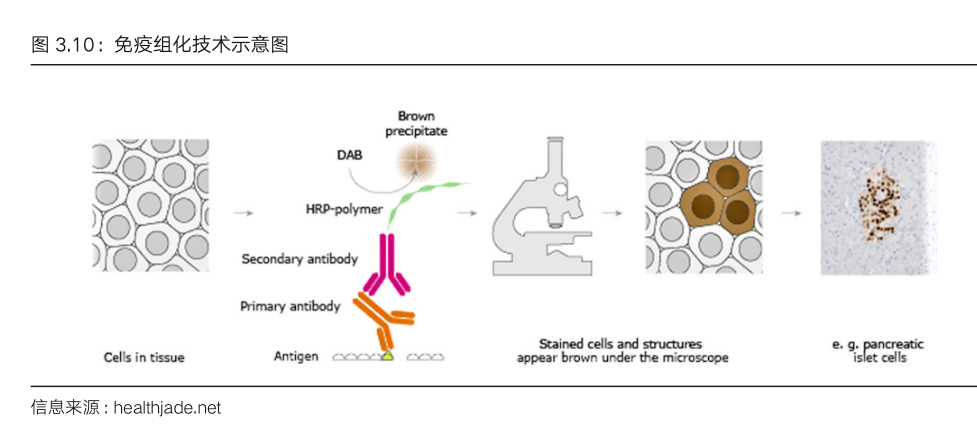 图 3.10：免疫组化技术示意图
Brown
precipitate
DAB
HRP-polymer
Secondary antibody
Primary antibody
Antigen
Cells in tissue
Stained cells and structures
appear brown under the microscope
e. g. pancreatic
islet cells
信息来源：healthjade.net